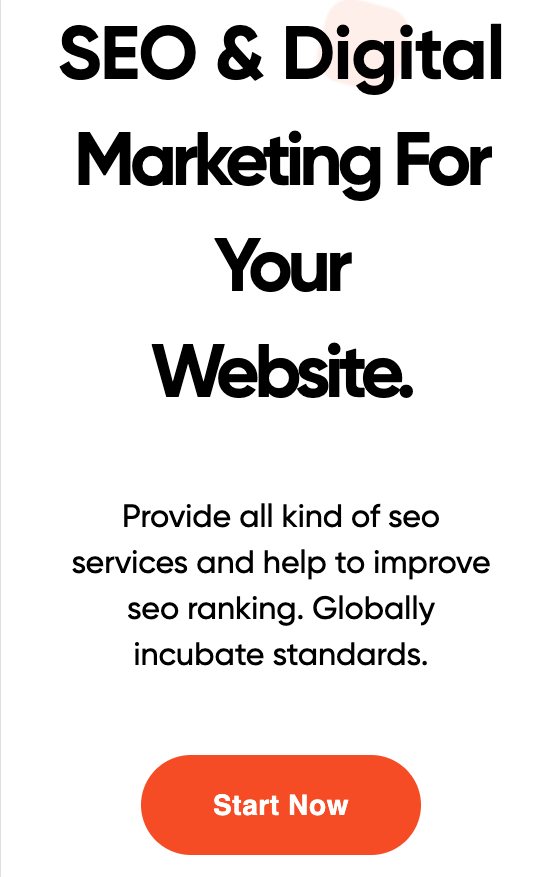 SEO & Digital
Marketing For
Your
Website.
Provide all kind of seo
services and help to improve
seo ranking. Globally
incubate standards.
Start Now